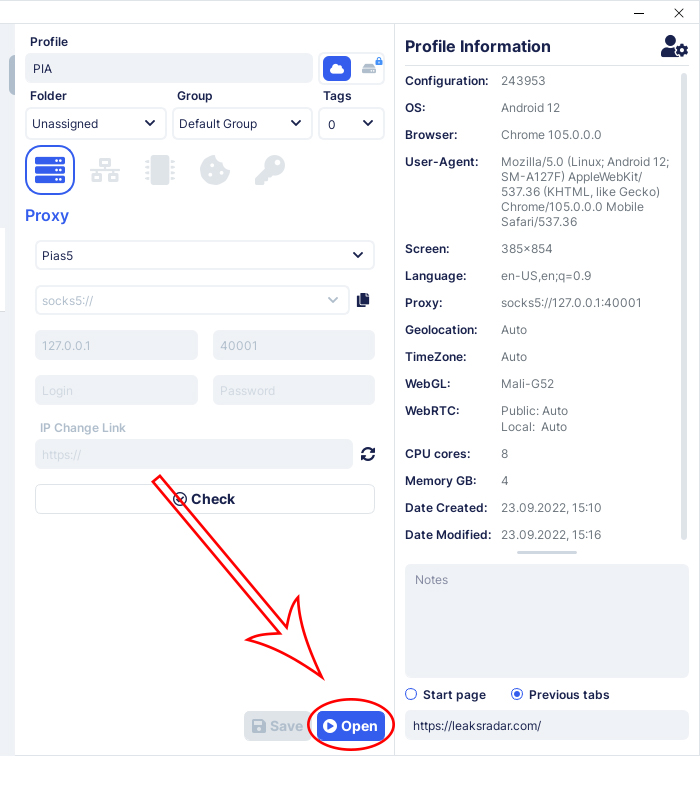 Profile
PIA
Folder
Group
Tags
Unassigned
Default Group
0
Proxy
Pias5
socks5://
127.0.0.1
40001
Login
Password
IP Change Link
https://
Check
Save
Open
Profile Information
Configuration: 243953
OS: Android 12
Browser: Chrome 105.0.0.0
User-Agent: Mozilla/5.0 (Linux; Android 12;
SM-A127F) AppleWebKit/
537.36 (KHTML, like Gecko)
Chrome/105.0.0.0 Mobile
Safari/537.36
Screen: 385×854
Language: en-US,en;q=0.9
Proxy: socks5://127.0.0.1:40001
Geolocation: Auto
TimeZone: Auto
WebGL: Mali-G52
WebRTC: Public: Auto
Local: Auto
CPU cores: 8
Memory GB: 4
Date Created: 23.09.2022, 15:10
Date Modified: 23.09.2022, 15:16
Notes
Start page
Previous tabs
https://leaksradar.com/